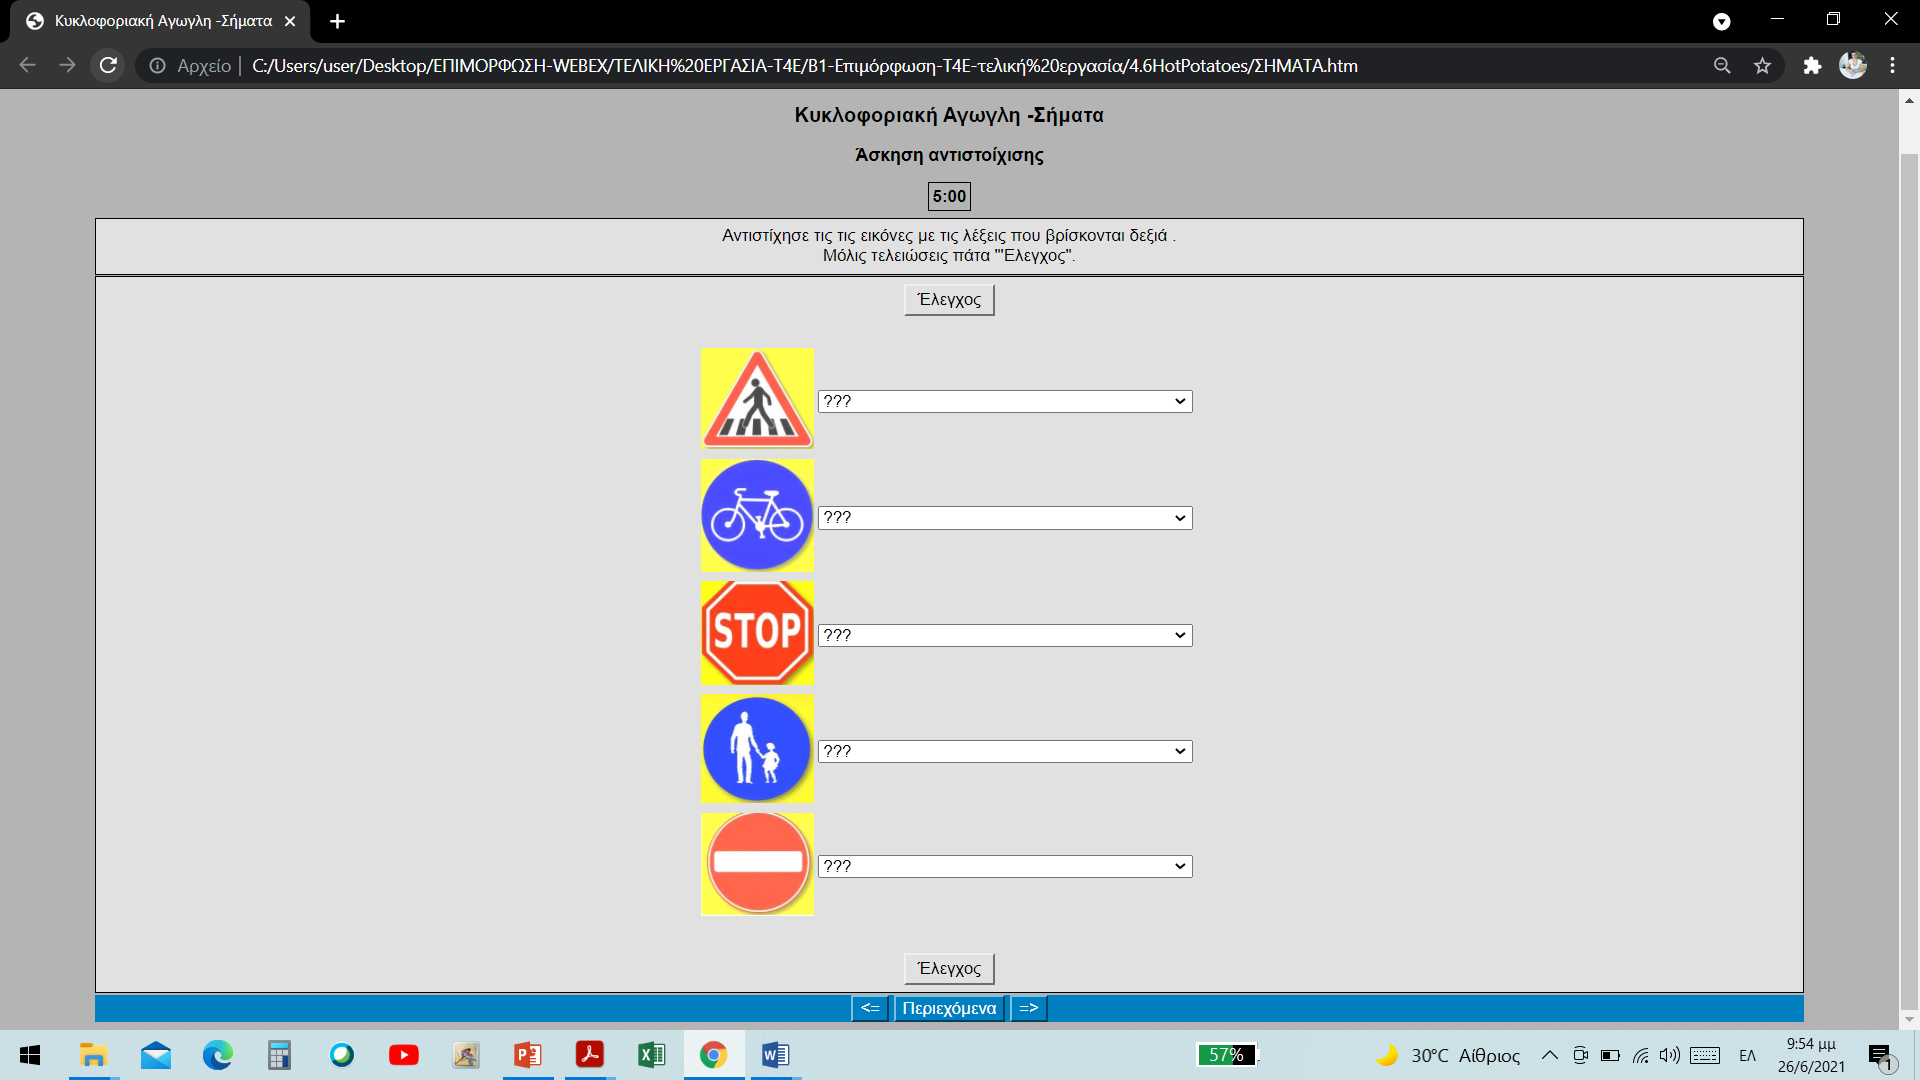 Κυκλοφοριακή Αγωγλη -Σήματα
Αρχείο | C:/Users/user/Desktop/ΕΠΙΜΟΡΦΩΣΗ-WEBEX/ΤΕΛΙΚΗ%20ΕΡΓΑΣΙΑ-Τ4Ε/Β1-Επιμόρφωση-Τ4Ε-τελική%20εργασία/4.6HotPotatoes/ΣΗΜΑΤΑ.htm
Κυκλοφοριακή Αγωγλη -Σήματα
Άσκηση αντιστοίχισης
5:00
Αντιστίχησε τις τις εικόνες με τις λέξεις που βρίσκονται δεξιά .
Μόλις τελειώσεις πάτα "'Ελεγχος".
Έλεγχος
???
???
STOP ???
???
???
Έλεγχος
<= Περιεχόμενα =>
57% 30°C Αίθριος ΕΛ 9:54 μμ
26/6/2021 1